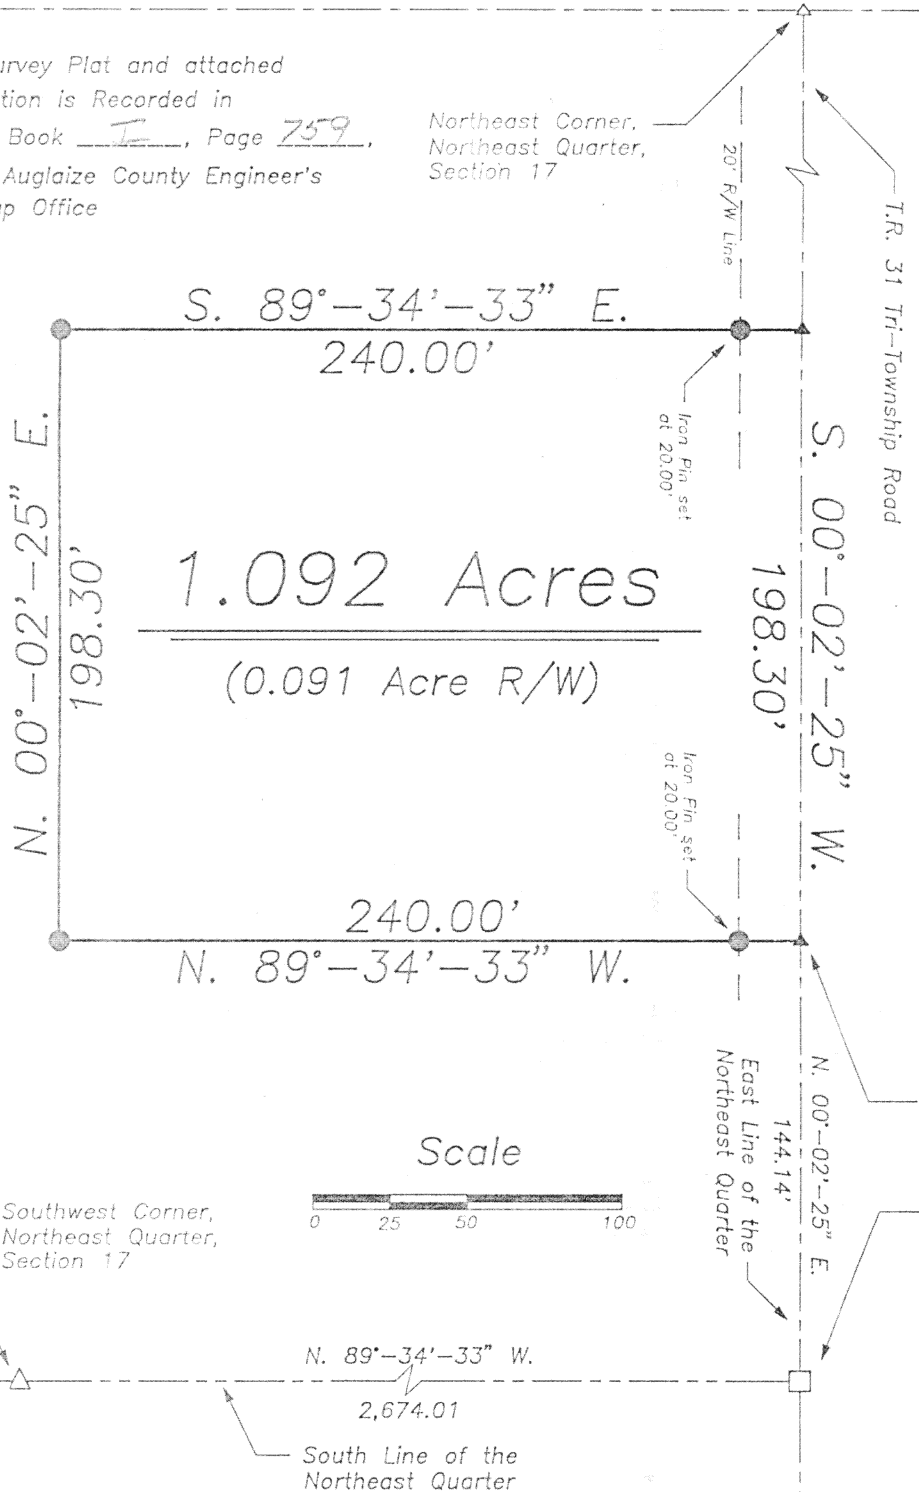 urvey Plat and attached
tion is Recorded in
Book I, Page 759,
Auglaize County Engineer's
ap Office
Northeast Corner,
Northeast Quarter,
Section 17
20' R/W Line
T.R. 31 Tri-Township Road
S. 89°-34'-33" E.
240.00'
Iron Pin set
at 20.00'
N. 00°-02'-25" E.
198.30'
1.092 Acres
(0.091 Acre R/W)
S. 00°-02'-25" W.
198.30'
Iron Pin set
at 20.00'
240.00'
N. 89°-34'-33" W.
N. 00°-02'-25" E.
144.14'
East Line of the
Northeast Quarter
Scale
0 25 50 100
Southwest Corner,
Northeast Quarter,
Section 17
N. 89°-34'-33" W.
2,674.01
South Line of the
Northeast Quarter